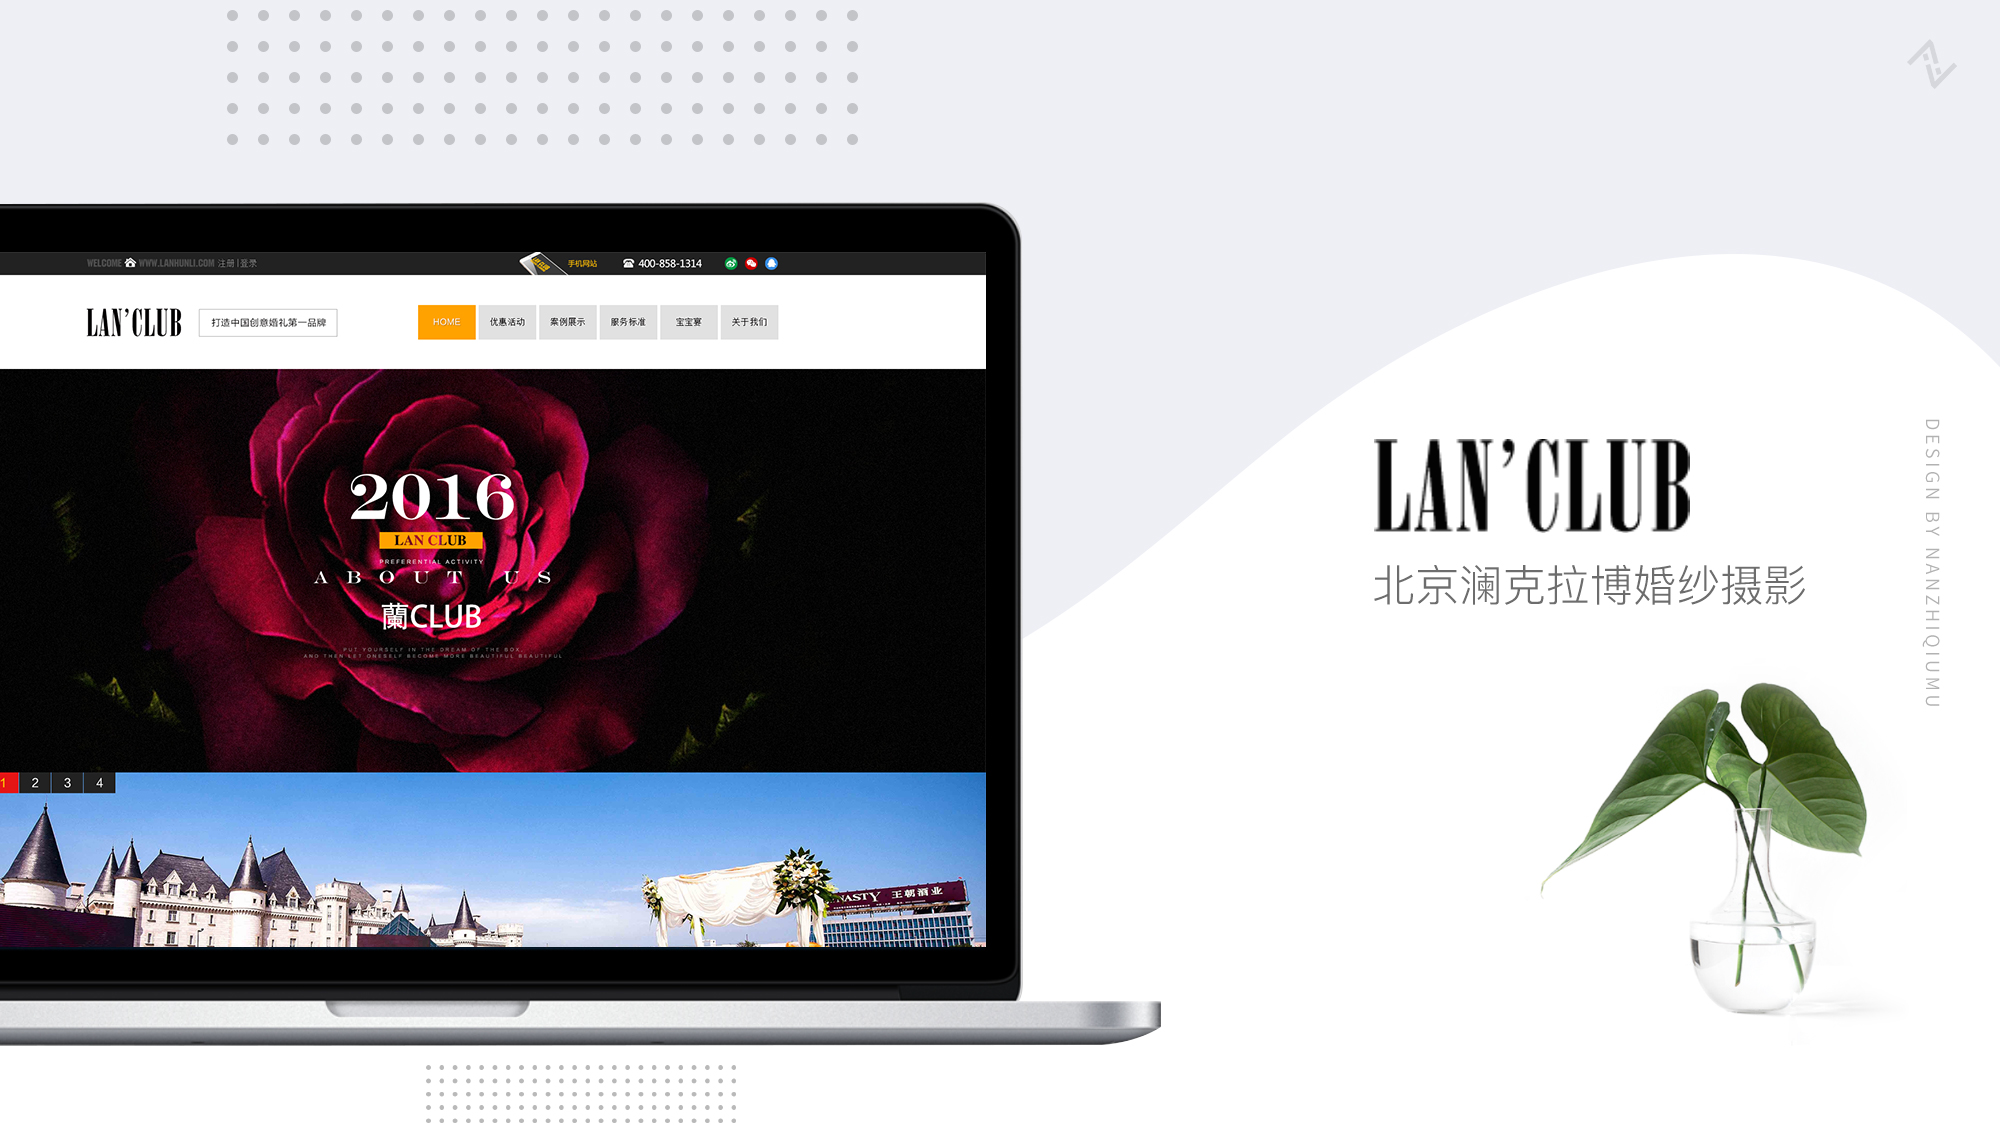 WELCOME WWW.LANHUNLI.COM 注册 | 登录
手机网站
400-858-1314
LAN'CLUB
打造中国创意婚礼第一品牌
HOME 优惠活动 案例展示 服务标准 宝宝宴 关于我们
2016
LAN CLUB
PREFERENTIAL ACTIVITY
ABOUT US
蘭CLUB
PUT YOURSELF IN THE DREAM OF THE BOX,
AND THEN LET ONESELF BECOME MORE BEAUTIFUL BEAUTIFUL
1 2 3 4
NASTY 王朝酒业
LAN'CLUB
北京澜克拉博婚纱摄影
DESIGN BY NANZHIQIUMU